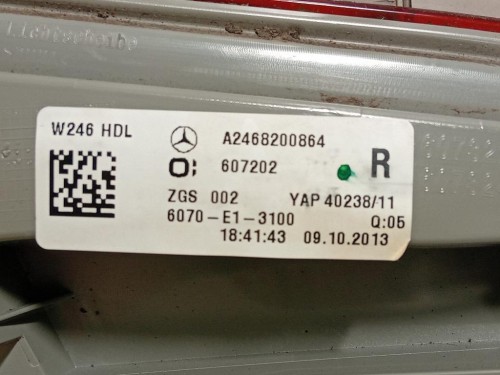 Lichtscheibe
W246 HDL
A2468200864
607202
R
ZGS 002 YAP 40238/11
6070-E1-3100 Q:05
18:41:43 09.10.2013